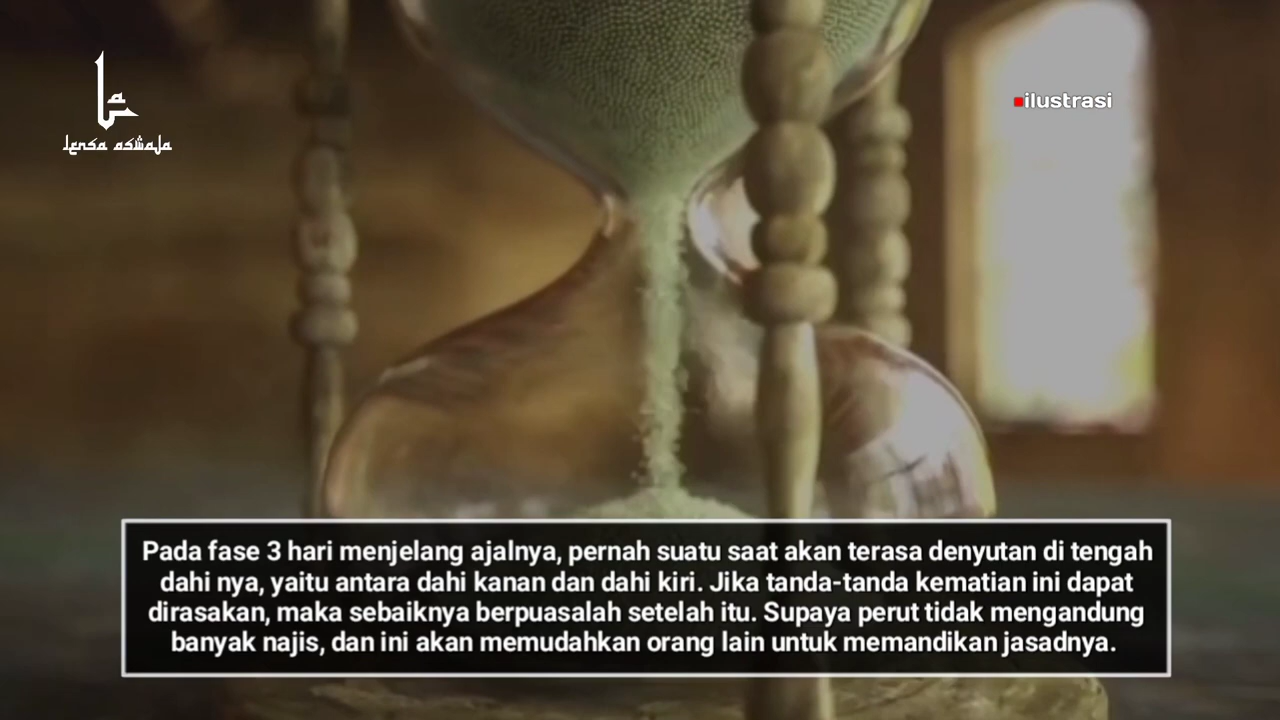 lensa aswaja
ilustrasi
Pada fase 3 hari menjelang ajalnya, pernah suatu saat akan terasa denyutan di tengah
dahi nya, yaitu antara dahi kanan dan dahi kiri. Jika tanda-tanda kematian ini dapat
dirasakan, maka sebaiknya berpuasalah setelah itu. Supaya perut tidak mengandung
banyak najis, dan ini akan memudahkan orang lain untuk memandikan jasadnya.